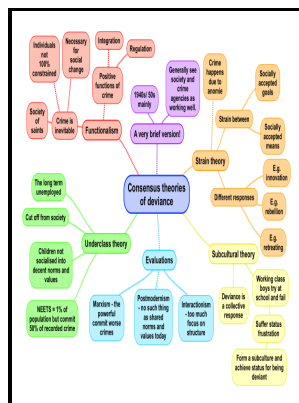 Individuals
not
100%
constrained
Necessary
for
social
change
Integration
Regulation
Positive
functions of
crime
Society
of
saints
Crime is
inevitable
Functionalism
1940s/ 50s
mainly
Generally see
society and
crime
agencies as
working well.
A very brief version!
Crime
happens
due to
anomie
Socially
accepted
goals
Strain between
Socially
accepted
means
Strain theory
Different responses
E.g.
innovation
E.g.
rebellion
E.g.
retreating
Consensus theories
of deviance
The long term
unemployed
Cut off from society
Underclass theory
Children not
socialised into
decent norms and
values
NEETS = 1% of
population but commit
50% of recorded crime
Evaluations
Marxism - the
powerful
commit worse
crimes
Postmodernism
- no such thing
as shared
norms and
values today
Interactionism
- too much
focus on
structure
Subcultural theory
Deviance is a
collective
response
Working class
boys try at
school and fail
Suffer status
frustration
Form a subculture and
achieve status for being
deviant